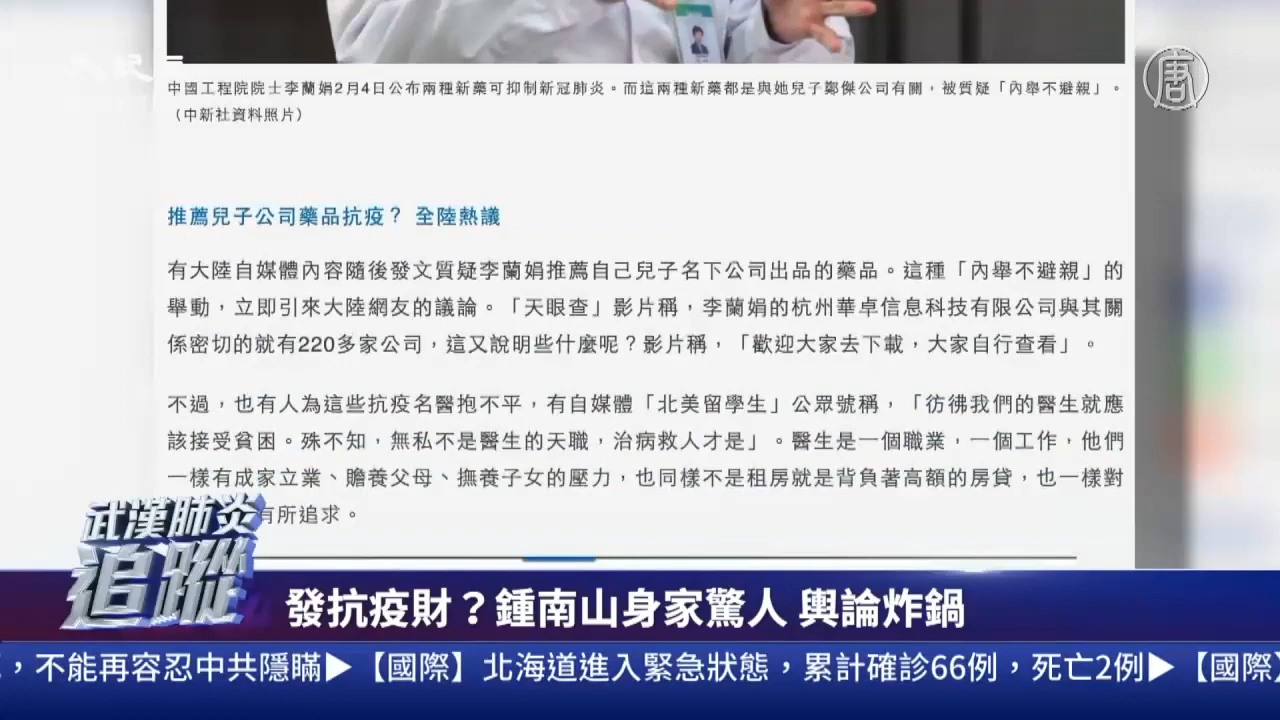 中國工程院院士李蘭娟2月4日公布兩種新藥可抑制新冠肺炎。而這兩種新藥都是與她兒子鄭傑公司有關，被質疑「內舉不避親」。
（中新社資料照片）
唐
推薦兒子公司藥品抗疫？ 全陸熱議
有大陸自媒體內容隨後發文質疑李蘭娟推薦自己兒子名下公司出品的藥品。這種「內舉不避親」的
舉動，立即引來大陸網友的議論。「天眼查」影片稱，李蘭娟的杭州華卓信息科技有限公司與其關
係密切的就有220多家公司，這又說明些什麼呢？影片稱，「歡迎大家去下載，大家自行查看」。
不過，也有人為這些抗疫名醫抱不平，有自媒體「北美留學生」公眾號稱，「彷彿我們的醫生就應
該接受貧困。殊不知，無私不是醫生的天職，治病救人才是」。醫生是一個職業，一個工作，他們
一樣有成家立業、贍養父母、撫養子女的壓力，也同樣不是租房就是背負著高額的房貸，也一樣對
有所追求。
武漢肺炎
追蹤
發抗疫財？鍾南山身家驚人 輿論炸鍋
，不能再容忍中共隱瞞▶【國際】北海道進入緊急狀態，累計確診66例，死亡2例▶【國際】